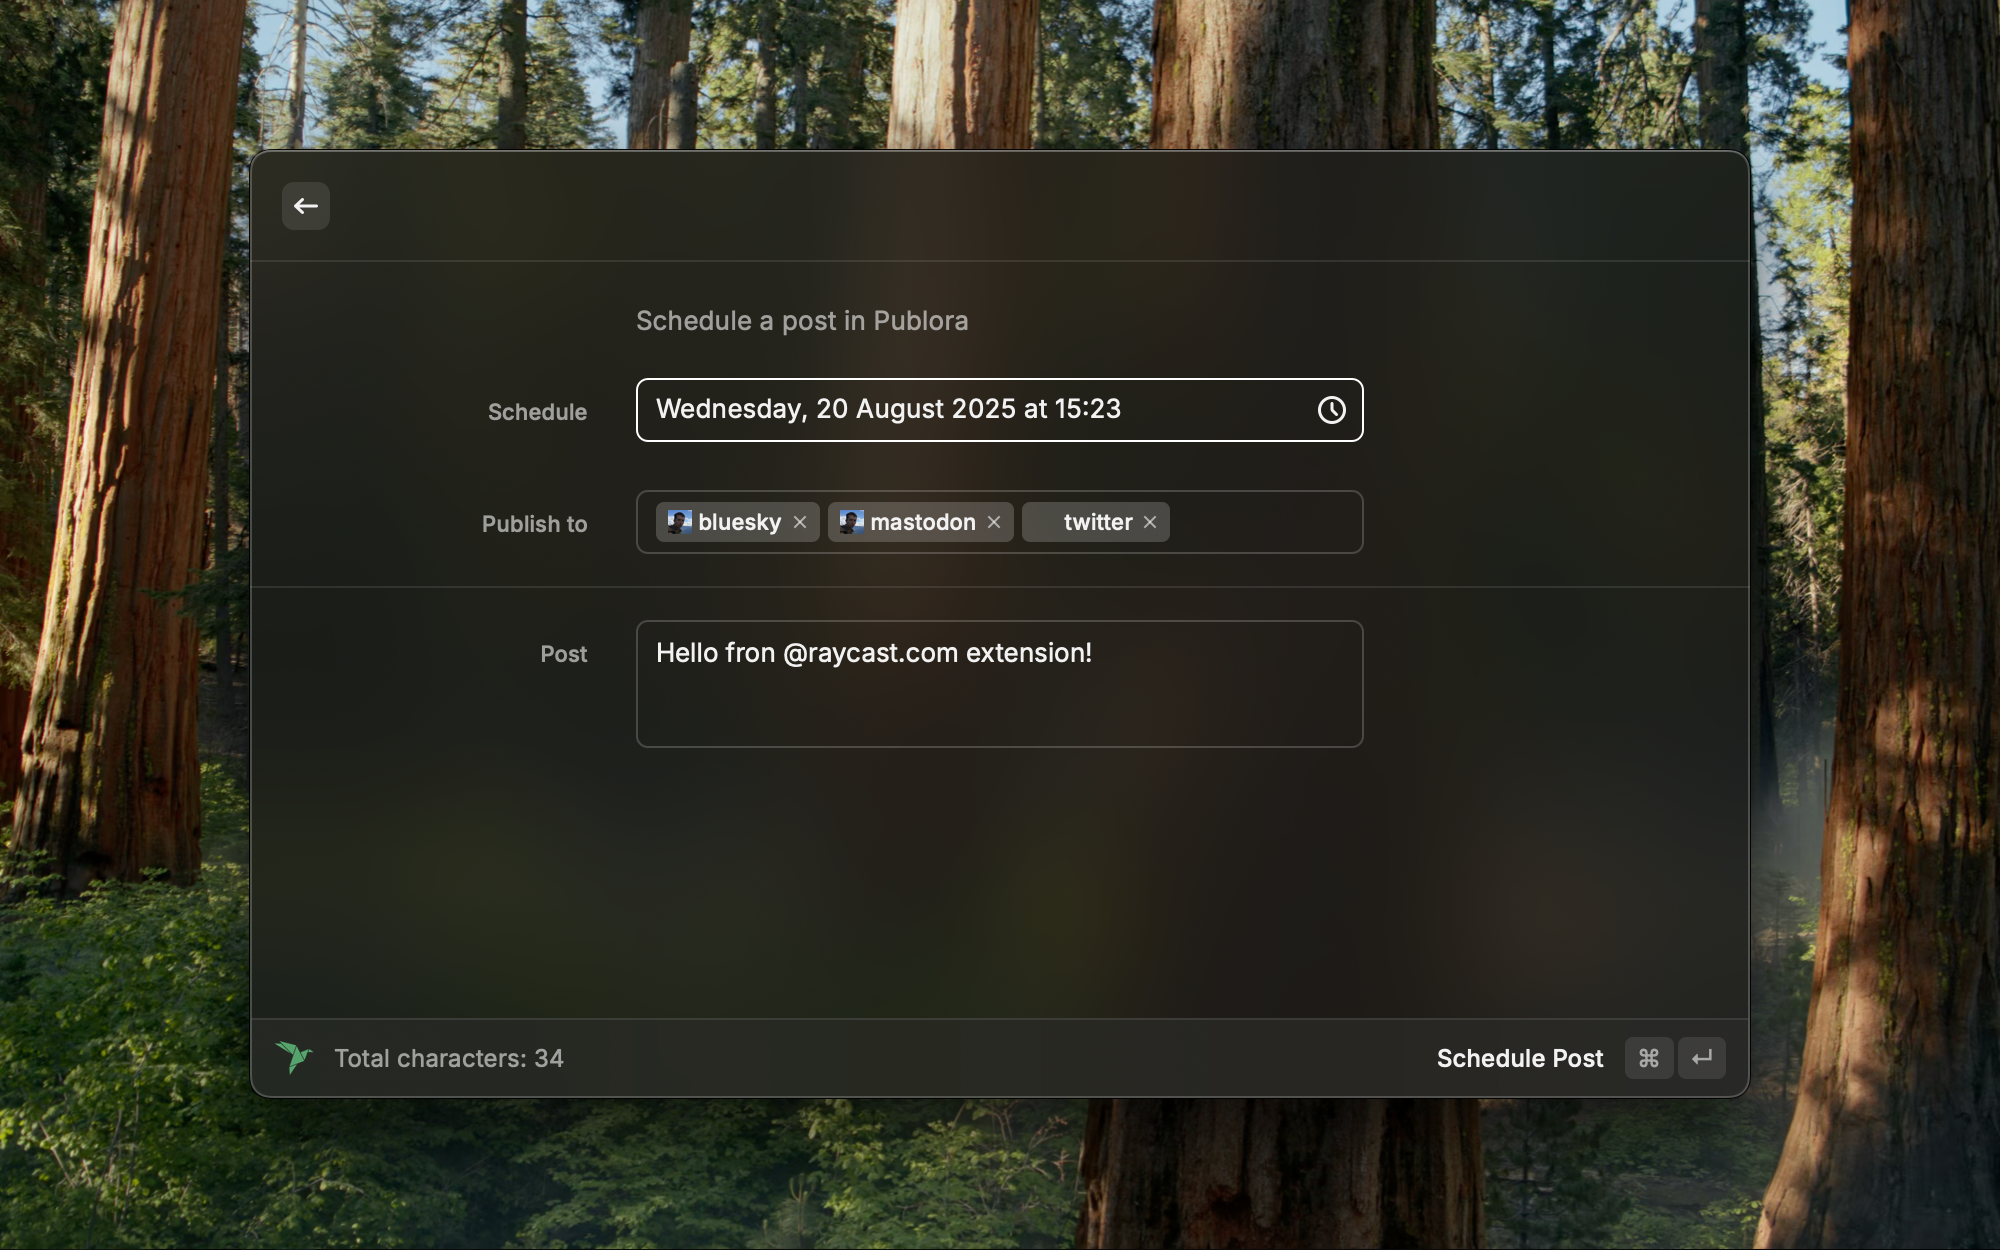 Schedule a post in Publora
Schedule
Wednesday, 20 August 2025 at 15:23
Publish to
bluesky × mastodon × twitter ×
Post
Hello fron @raycast.com extension!
Total characters: 34
Schedule Post ⌘ ↵